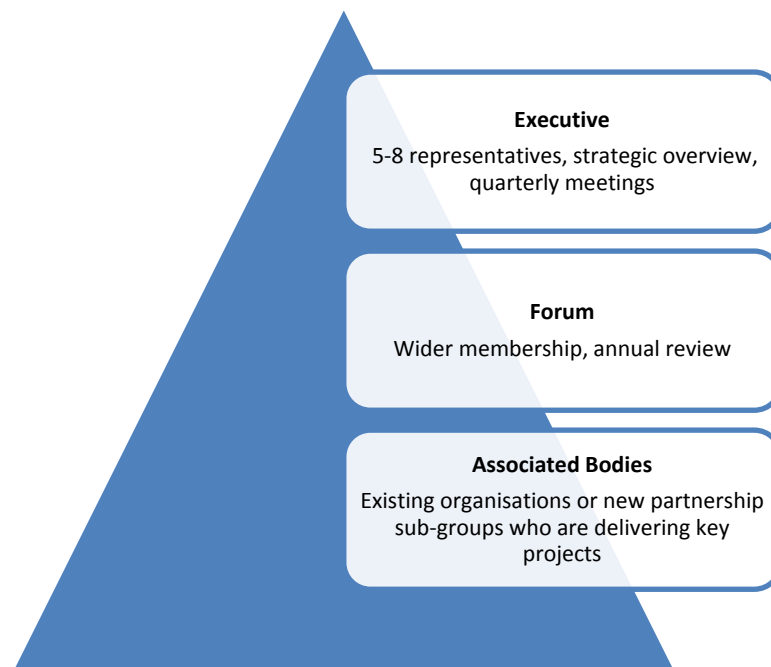 Executive
5-8 representatives, strategic overview,
quarterly meetings
Forum
Wider membership, annual review
Associated Bodies
Existing organisations or new partnership
sub-groups who are delivering key
projects